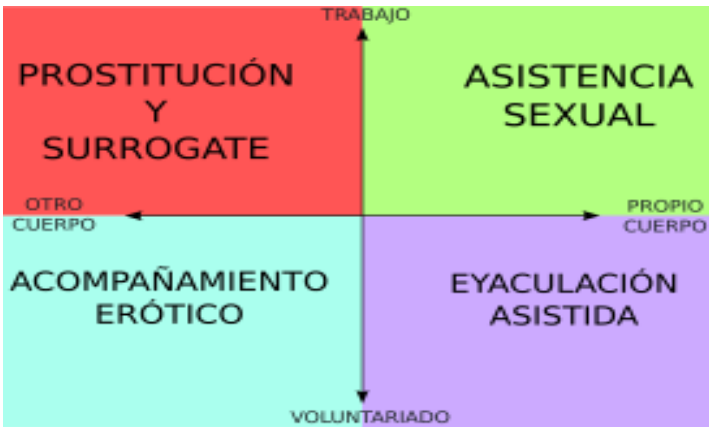 TRABAJO
PROSTITUCIÓN
Y
SURROGATE
ASISTENCIA
SEXUAL
OTRO
CUERPO
PROPIO
CUERPO
ACOMPAÑAMIENTO
ERÓTICO
EYACULACIÓN
ASISTIDA
VOLUNTARIADO